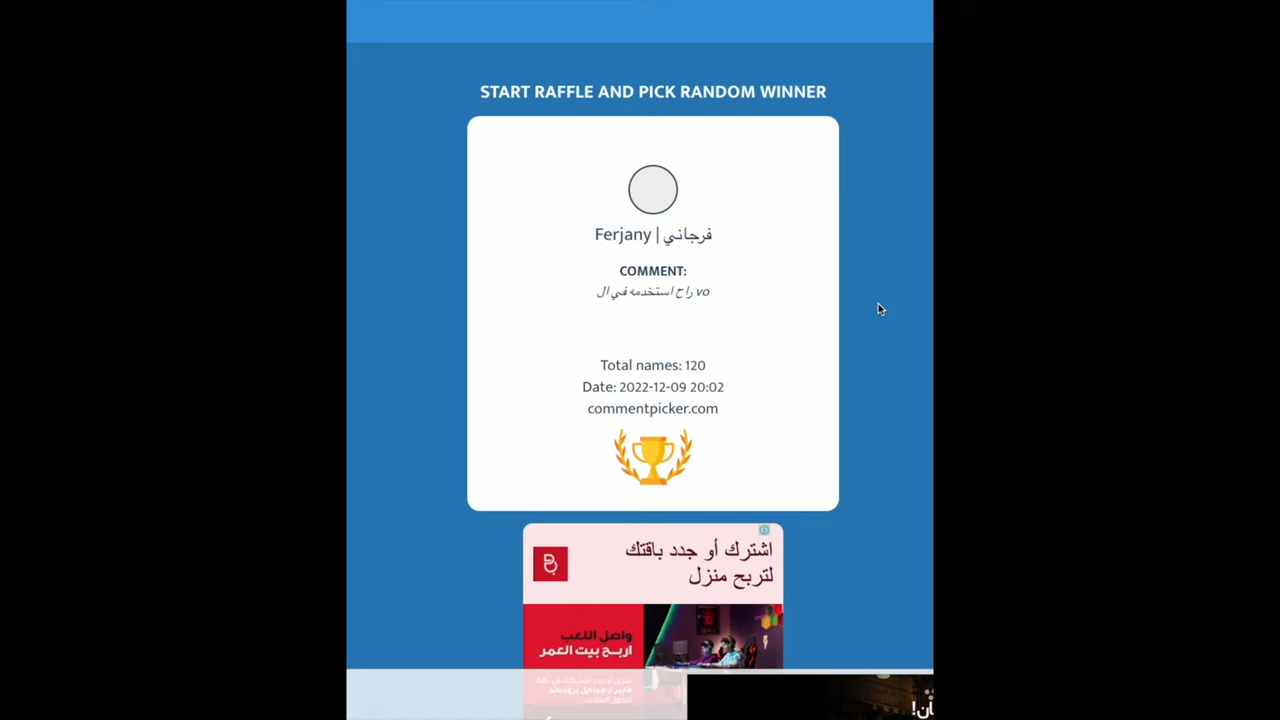 START RAFFLE AND PICK RANDOM WINNER
Ferjany | فرجاني
COMMENT:
vo راح استخدمه في ال
Total names: 120
Date: 2022-12-09 20:02
commentpicker.com
اشترك أو جدد باقتك
لتربح منزل
واصل اللعب
اربح بيت العمر